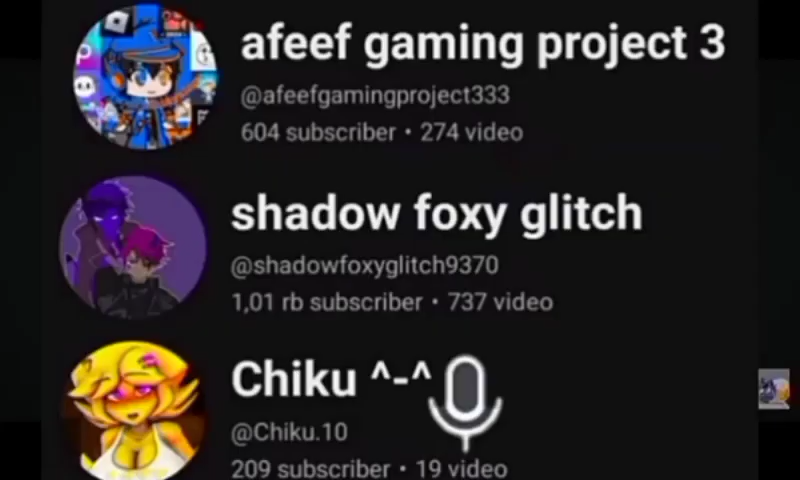 afeef gaming project 3
@afeefgamingproject333
604 subscriber • 274 video
shadow foxy glitch
@shadowfoxyglitch9370
1,01 rb subscriber • 737 video
Chiku ^-^
@Chiku.10
209 subscriber • 19 video